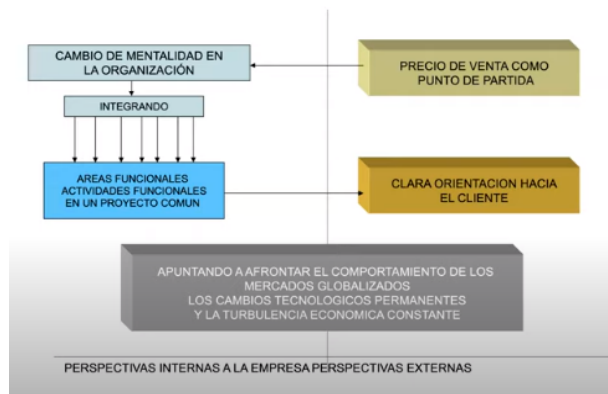 CAMBIO DE MENTALIDAD EN
LA ORGANIZACIÓN
PRECIO DE VENTA COMO
PUNTO DE PARTIDA
INTEGRANDO
AREAS FUNCIONALES
ACTIVIDADES FUNCIONALES
EN UN PROYECTO COMUN
CLARA ORIENTACION HACIA
EL CLIENTE
APUNTANDO A AFRONTAR EL COMPORTAMIENTO DE LOS
MERCADOS GLOBALIZADOS
LOS CAMBIOS TECNOLOGICOS PERMANENTES
Y LA TURBULENCIA ECONOMICA CONSTANTE
PERSPECTIVAS INTERNAS A LA EMPRESA PERSPECTIVAS EXTERNAS